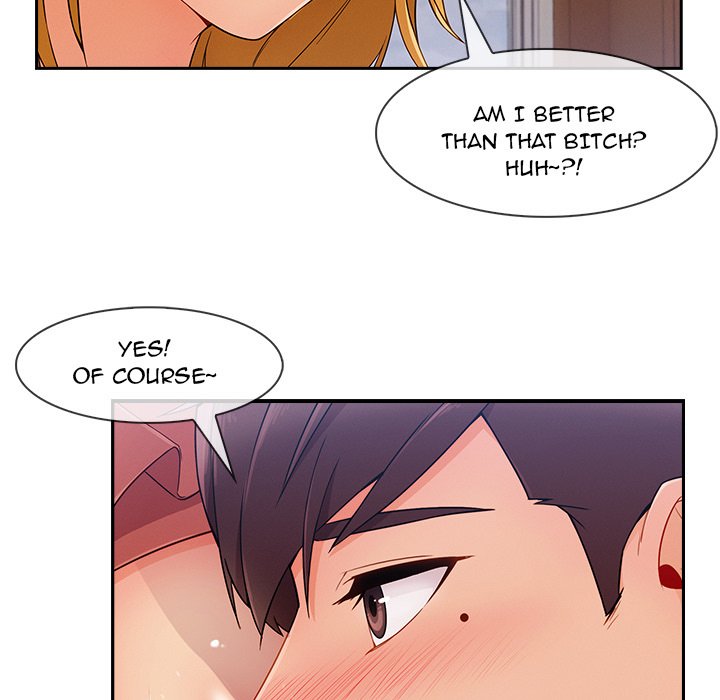 AM I BETTER
THAN THAT BITCH?
HUH~?!
YES!
OF COURSE~